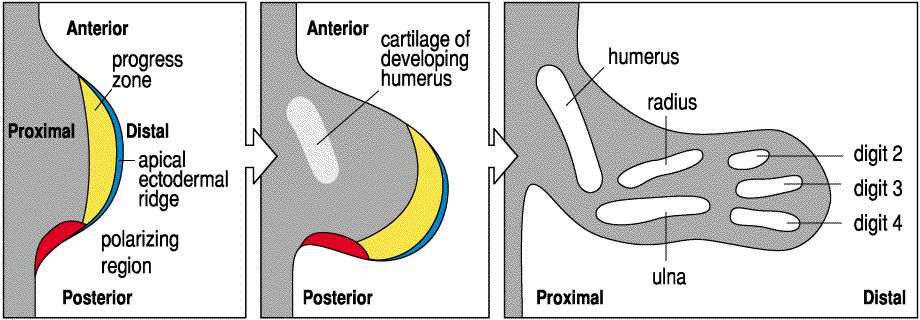 Anterior
progress
zone
Proximal
Distal
apical
ectodermal
ridge
polarizing
region
Posterior
Anterior
cartilage of
developing
humerus
Posterior
humerus
radius
digit 2
digit 3
digit 4
ulna
Proximal
Distal